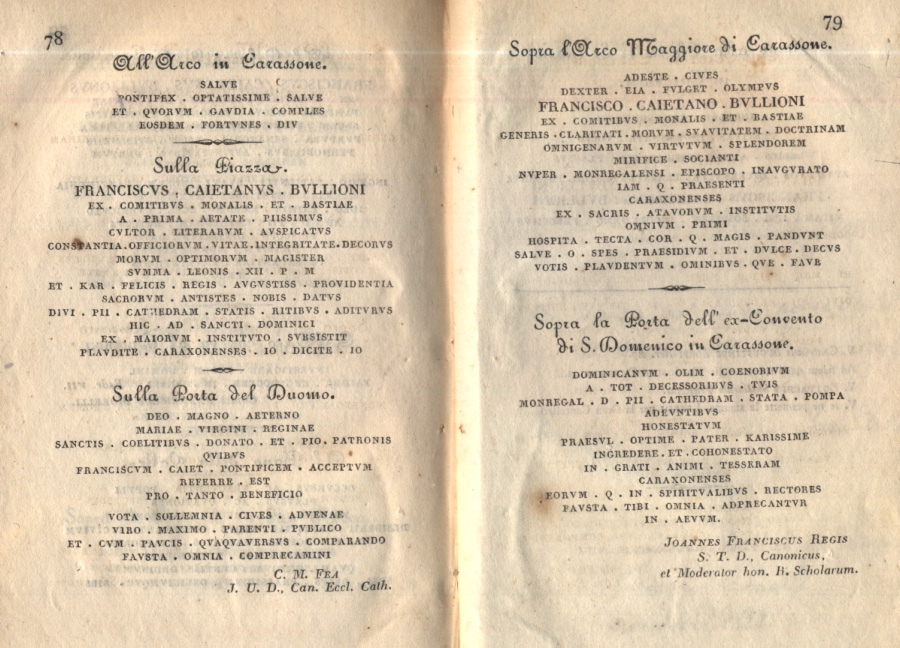 78
All'Arco in Carassone.
SALVE
PONTIFEX . OPTATISSIME . SALVE
ET . QVORVM . GAVDIA . COMPLES
EOSDEM . FORTVNES . DIV
Sulla Piazza.
FRANCISCVS . CAIETANVS . BVLLIONI
EX . COMITIBVS . MONALIS . ET . BASTIAE
A . PRIMA . AETATE . PIISSIMVS
CVLTOR . LITERARVM . AVSPICATVS
CONSTANTIA.OFFICIORVM.VITAE.INTEGRITATE.DECORVS
MORVM . OPTIMORVM . MAGISTER
SVMMA . LEONIS . XII . P . M
ET . KAR . FELICIS . REGIS . AVGVSTISS . PROVIDENTIA
SACRORVM . ANTISTES . NOBIS . DATVS
DIVI . PII . CATHEDRAM . STATIS . RITIBVS . ADITVRVS
HIC . AD . SANCTI . DOMINICI
EX . MAIORVM . INSTITVTO . SVBSISTIT
PLAVDITE . CARAXONENSES . IO . DICITE . IO
Sulla Porta del Duomo.
DEO . MAGNO . AETERNO
MARIAE . VIRGINI . REGINAE
SANCTIS . COELITIBVS . DONATO . ET . PIO . PATRONIS
QVIBVS
FRANCISCVM . CAIET . PONTIFICEM . ACCEPTVM
REFERRE . EST
PRO . TANTO . BENEFICIO
VOTA . SOLLEMNIA . CIVES . ADVENAE
VIRO . MAXIMO . PARENTI . PVBLICO
ET . CVM . PAVCIS . QVAQVAVERSVS . COMPARANDO
FAVSTA . OMNIA . COMPRECAMINI
C. M. FEA
J. U. D., Can. Eccl. Cath.
79
Sopra l'Arco Maggiore di Carassone.
ADESTE . CIVES
DEXTER . EIA . FVLGET . OLYMPVS
FRANCISCO . CAIETANO . BVLLIONI
EX . COMITIBVS . MONALIS . ET . BASTIAE
GENERIS . CLARITATI . MORVM . SVAVITATEM . DOCTRINAM
OMNIGENARVM . VIRTVTVM . SPLENDOREM
MIRIFICE . SOCIANTI
NVPER . MONREGALENSI . EPISCOPO . INAVGVRATO
IAM . Q . PRAESENTI
CARAXONENSES
EX . SACRIS . ATAVORVM . INSTITVTIS
OMNIVM . PRIMI
HOSPITA . TECTA . COR . Q . MAGIS . PANDVNT
SALVE . O . SPES . PRAESIDIVM . ET . DVLCE . DECVS
VOTIS . PLAVDENTVM . OMINIBVS . QVE . FAVE
Sopra la Porta dell'ex-Convento
di S. Domenico in Carassone.
DOMINICANVM . OLIM . COENOBIVM
A . TOT . DECESSORIBVS . TVIS
MONREGAL . D . PII . CATHEDRAM . STATA . POMPA
ADEVNTIBVS
HONESTATVM
PRAESVL . OPTIME . PATER . KARISSIME
INGREDERE . ET . COHONESTATO
IN . GRATI . ANIMI . TESSERAM
CARAXONENSES
EORVM . Q . IN . SPIRITVALIBVS . RECTORES
FAVSTA . TIBI . OMNIA . ADPRECANTVR
IN . AEVVM.
JOANNES FRANCISCUS REGIS
S. T. D., Canonicus,
et Moderator hon. R. Scholarum.